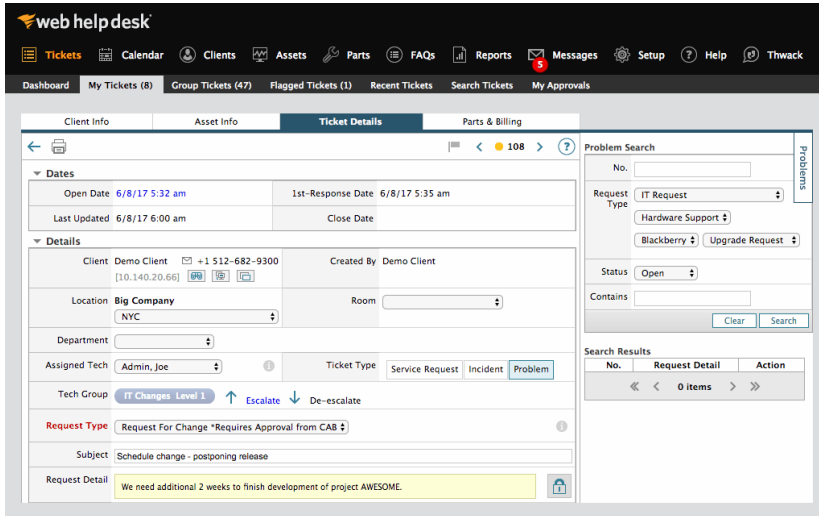 web help desk
Tickets Calendar Clients Assets Parts FAQs Reports Messages 5 Setup Help Thwack
Dashboard My Tickets (8) Group Tickets (47) Flagged Tickets (1) Recent Tickets Search Tickets My Approvals
Client Info Asset Info Ticket Details Parts & Billing
108 ?
Dates
Open Date 6/8/17 5:32 am 1st-Response Date 6/8/17 5:35 am
Last Updated 6/8/17 6:00 am Close Date
Details
Client Demo Client +1 512-682-9300 Created By Demo Client
[10.140.20.66]
Location Big Company Room
NYC
Department
Assigned Tech Admin, Joe Ticket Type Service Request Incident Problem
Tech Group IT Changes Level 1 Escalate De-escalate
Request Type Request For Change *Requires Approval from CAB
Subject Schedule change - postponing release
Request Detail We need additional 2 weeks to finish development of project AWESOME.
Problem Search
Problems
No.
Request Type IT Request
Hardware Support
Blackberry Upgrade Request
Status Open
Contains
Clear Search
Search Results
No. Request Detail Action
0 items